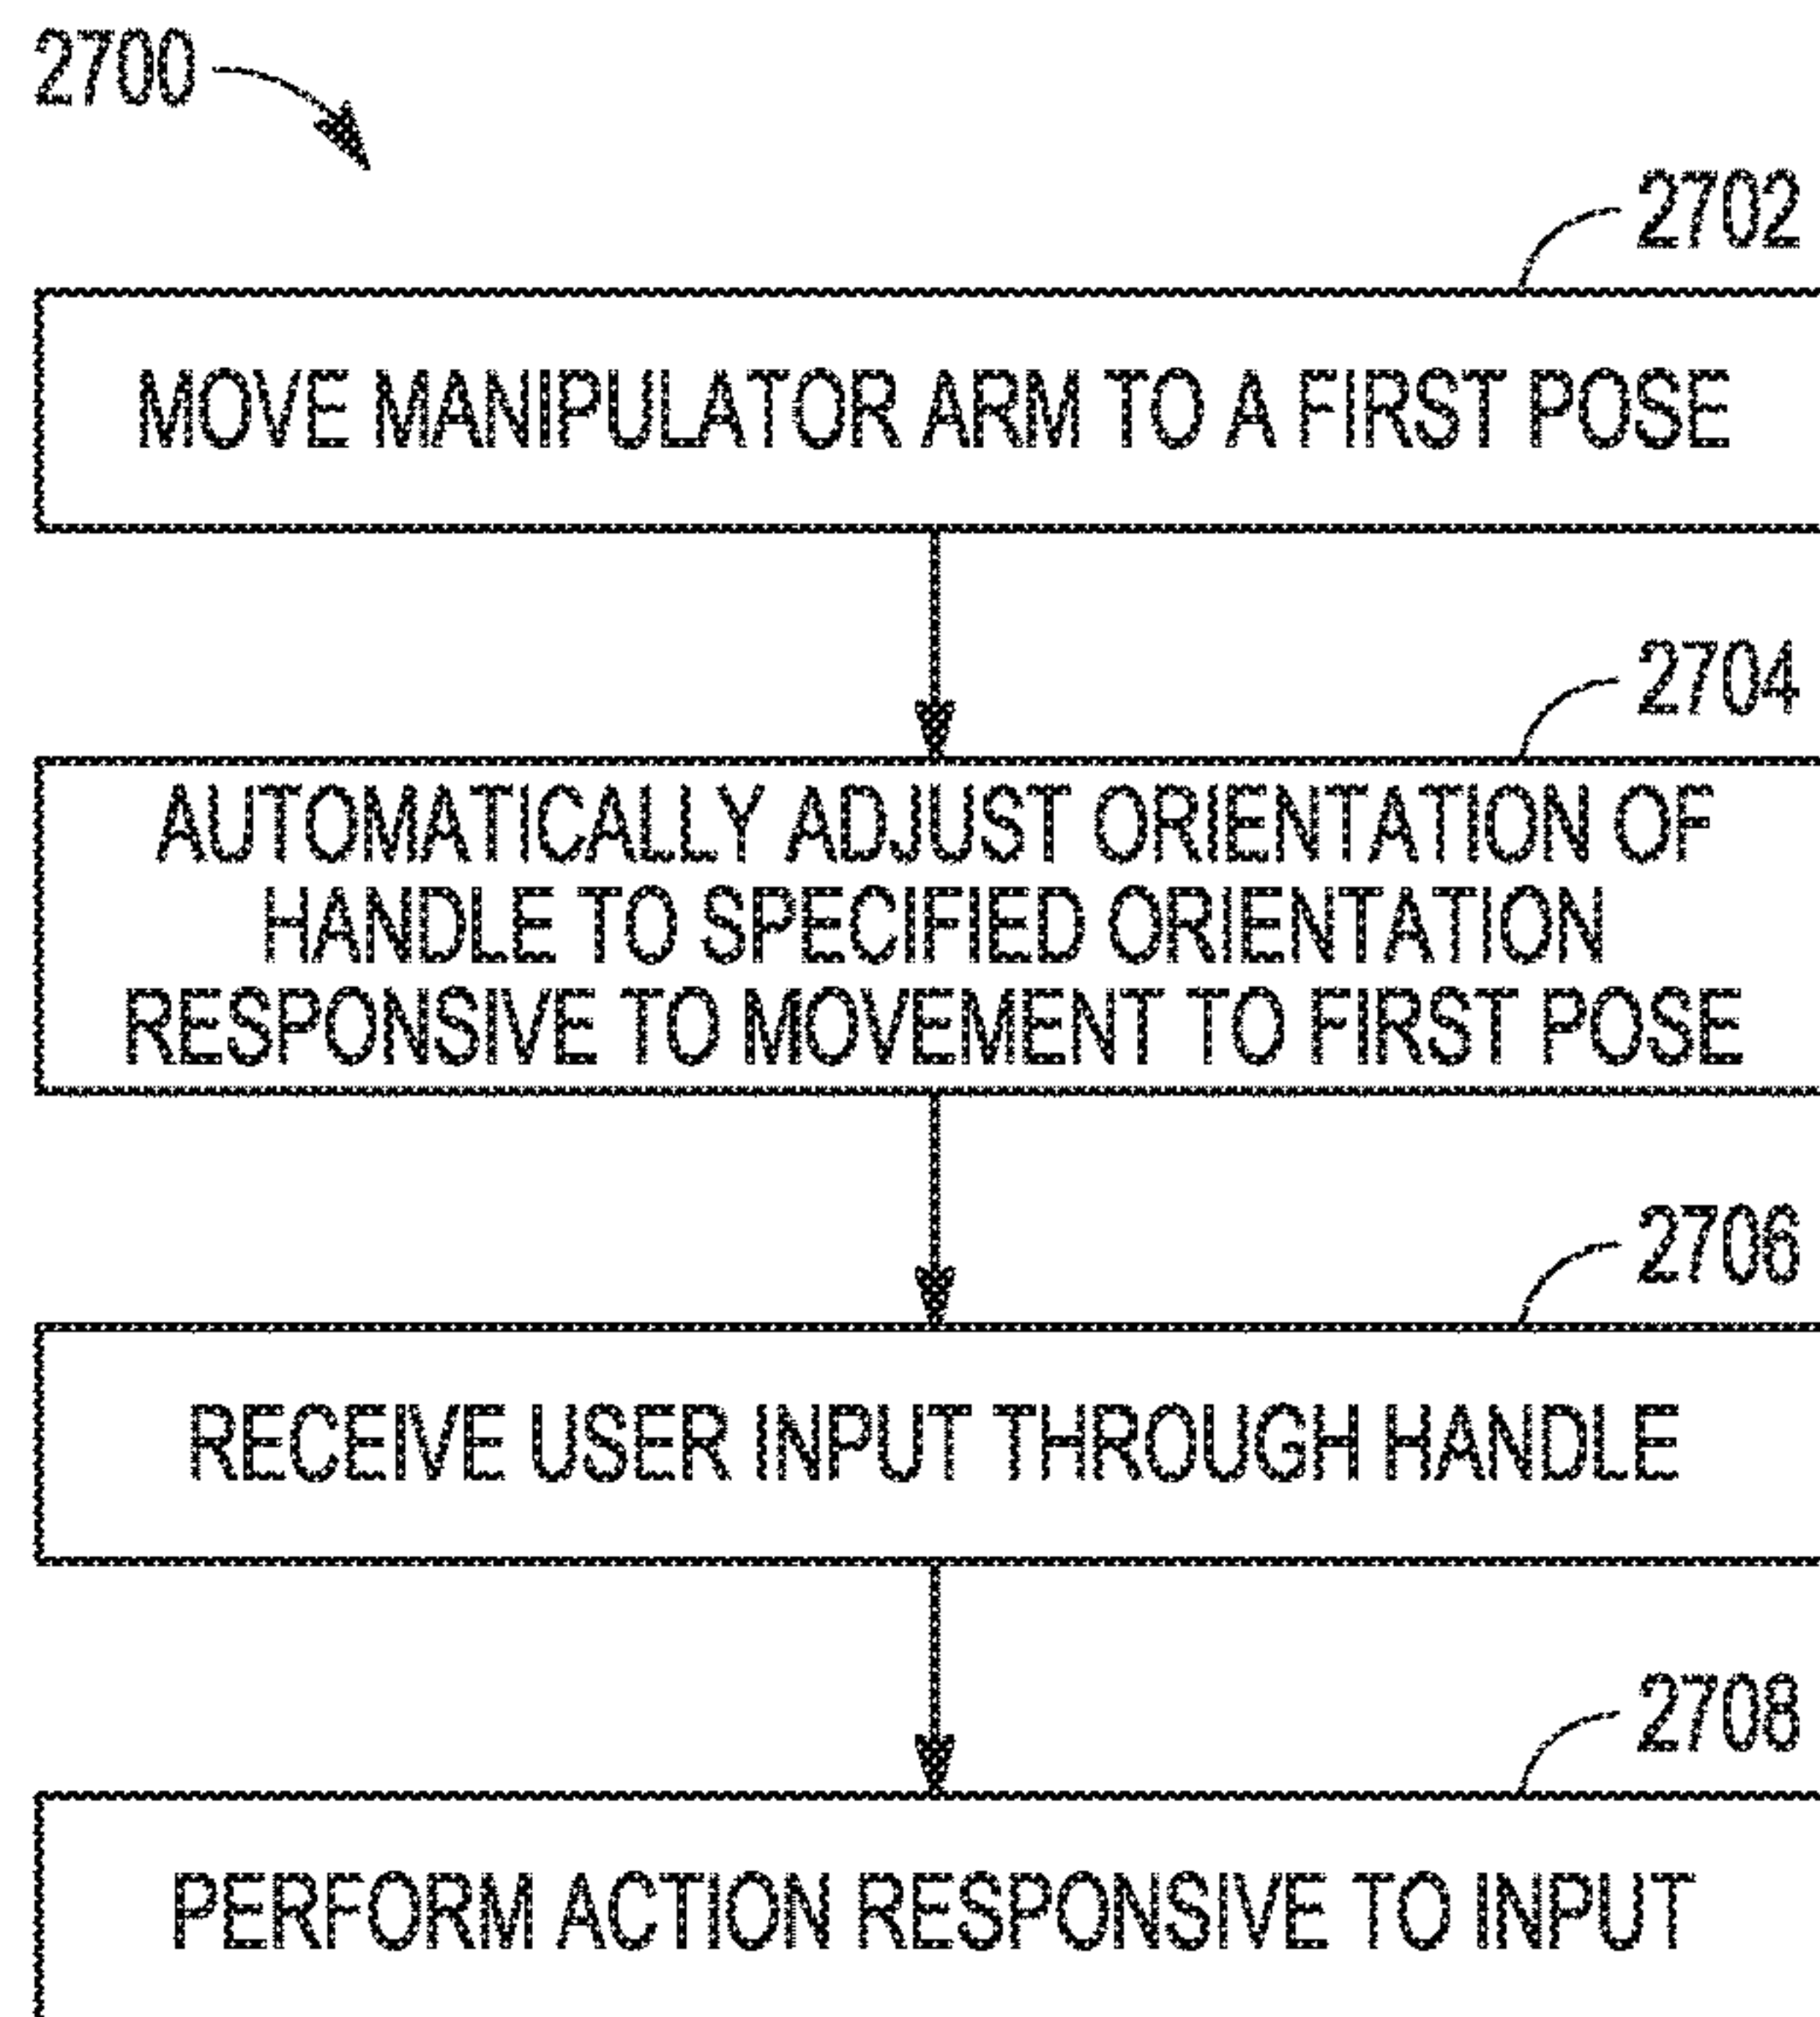 2700
2702
MOVE MANIPULATOR ARM TO A FIRST POSE
2704
AUTOMATICALLY ADJUST ORIENTATION OF
HANDLE TO SPECIFIED ORIENTATION
RESPONSIVE TO MOVEMENT TO FIRST POSE
2706
RECEIVE USER INPUT THROUGH HANDLE
2708
PERFORM ACTION RESPONSIVE TO INPUT